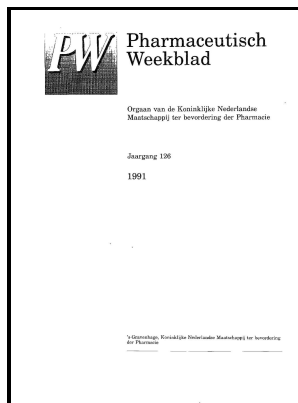 PW
Pharmaceutisch
Weekblad
Orgaan van de Koninklijke Nederlandse
Maatschappij ter bevordering der Pharmacie
Jaargang 126
1991
's-Gravenhage, Koninklijke Nederlandse Maatschappij ter bevordering
der Pharmacie